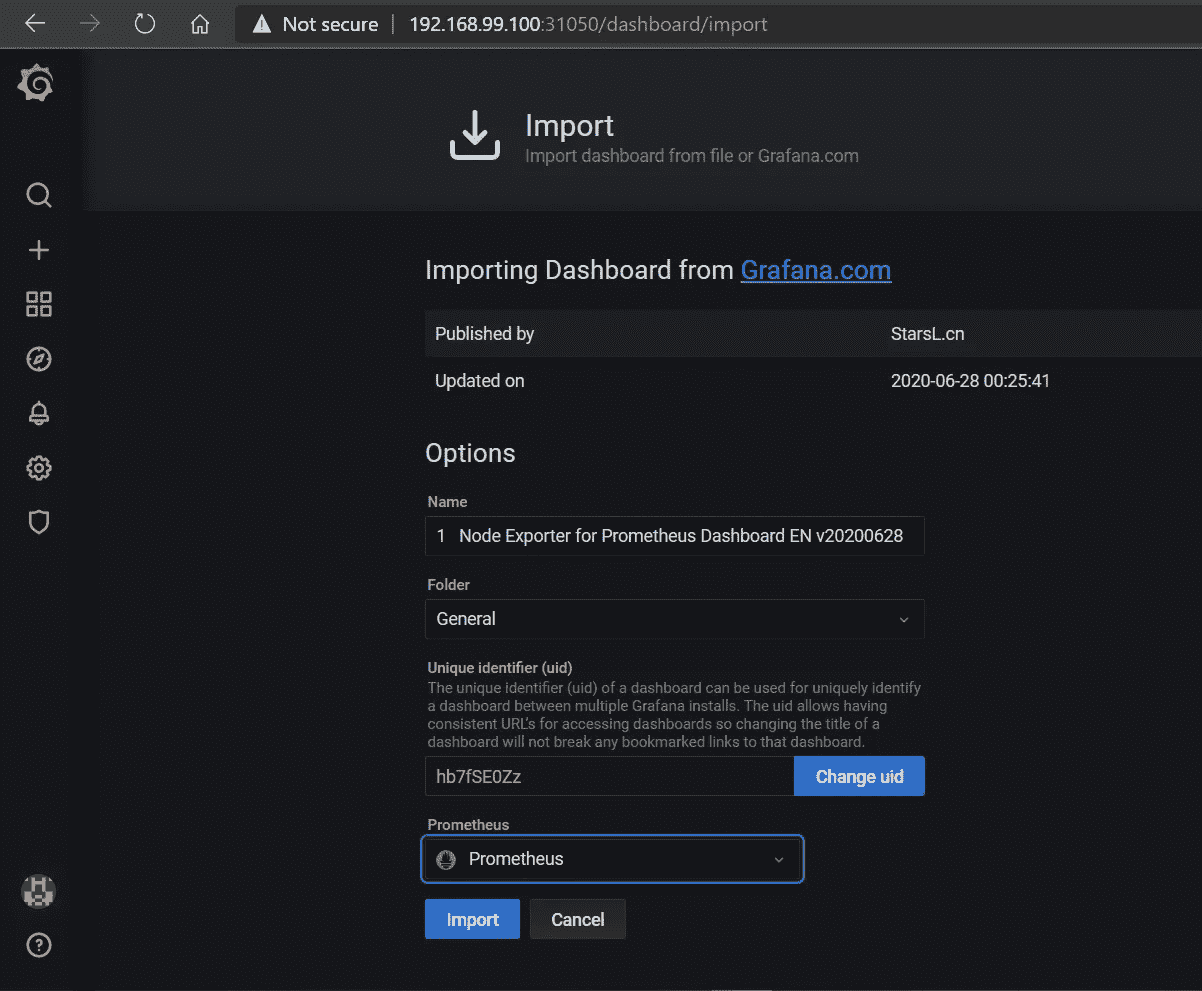 Not secure | 192.168.99.100:31050/dashboard/import
Import
Import dashboard from file or Grafana.com
Importing Dashboard from Grafana.com
Published by StarsL.cn
Updated on 2020-06-28 00:25:41
Options
Name
1 Node Exporter for Prometheus Dashboard EN v20200628
Folder
General
Unique identifier (uid)
The unique identifier (uid) of a dashboard can be used for uniquely identify
a dashboard between multiple Grafana installs. The uid allows having
consistent URL's for accessing dashboards so changing the title of a
dashboard will not break any bookmarked links to that dashboard.
hb7fSE0Zz Change uid
Prometheus
Prometheus
Import Cancel